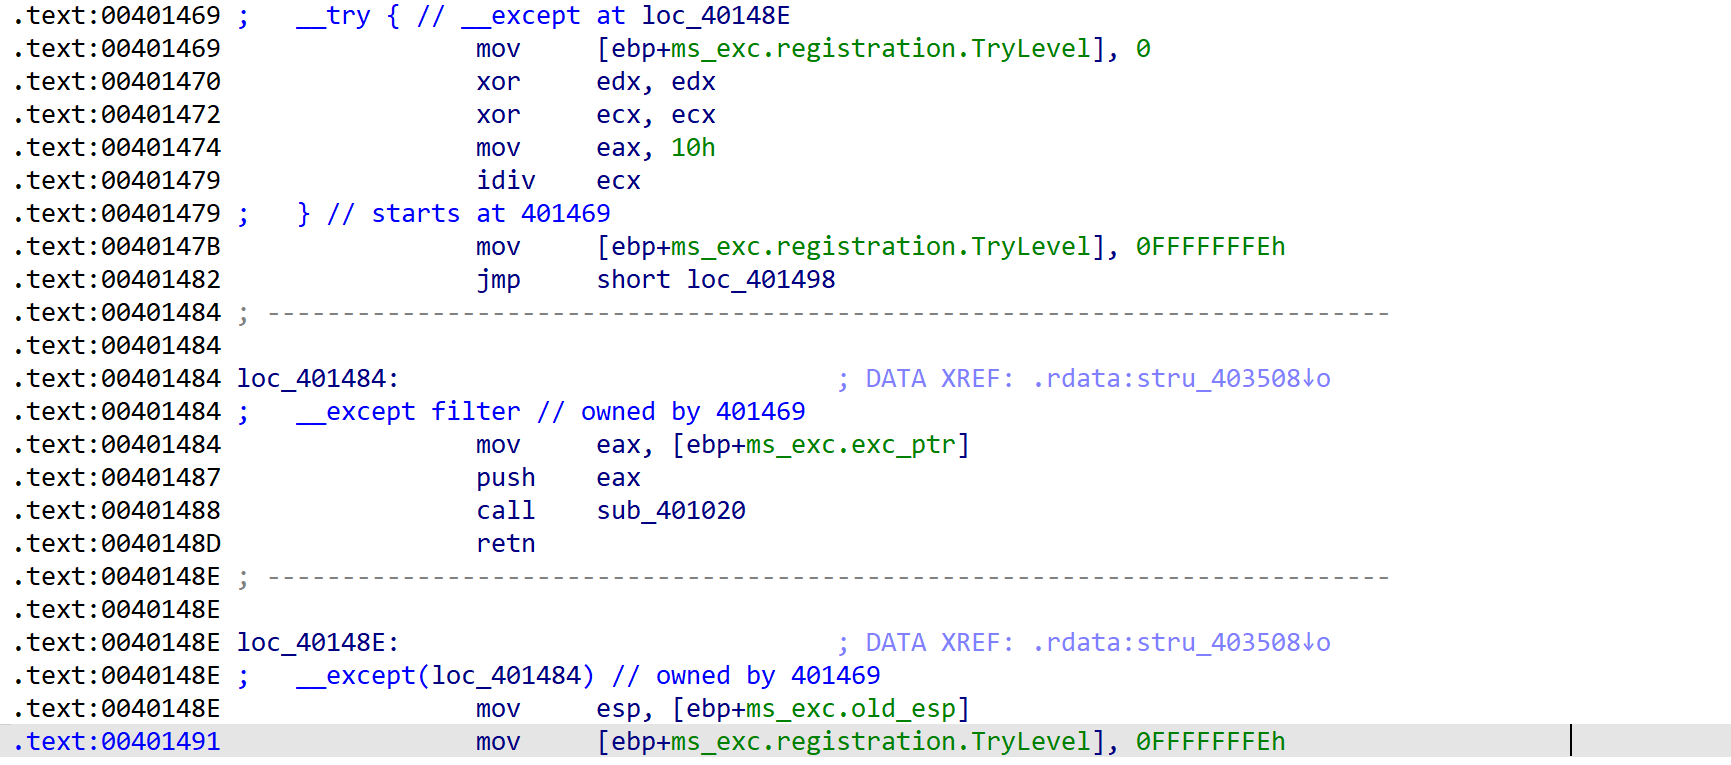 .text:00401469 ;   __try { // __except at loc_40148E
.text:00401469                 mov     [ebp+ms_exc.registration.TryLevel], 0
.text:00401470                 xor     edx, edx
.text:00401472                 xor     ecx, ecx
.text:00401474                 mov     eax, 10h
.text:00401479                 idiv    ecx
.text:00401479 ;   } // starts at 401469
.text:0040147B                 mov     [ebp+ms_exc.registration.TryLevel], 0FFFFFFFEh
.text:00401482                 jmp     short loc_401498
.text:00401484 ; ---------------------------------------------------------------------------
.text:00401484
.text:00401484 loc_401484:                             ; DATA XREF: .rdata:stru_403508↓o
.text:00401484 ;   __except filter // owned by 401469
.text:00401484                 mov     eax, [ebp+ms_exc.exc_ptr]
.text:00401487                 push    eax
.text:00401488                 call    sub_401020
.text:0040148D                 retn
.text:0040148E ; ---------------------------------------------------------------------------
.text:0040148E
.text:0040148E loc_40148E:                             ; DATA XREF: .rdata:stru_403508↓o
.text:0040148E ;   __except(loc_401484) // owned by 401469
.text:0040148E                 mov     esp, [ebp+ms_exc.old_esp]
.text:00401491                 mov     [ebp+ms_exc.registration.TryLevel], 0FFFFFFFEh